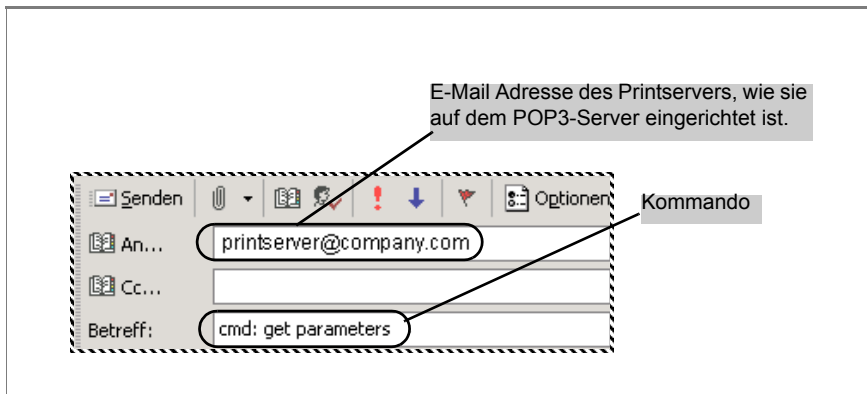 E-Mail Adresse des Printservers, wie sie
auf dem POP3-Server eingerichtet ist.
Senden Optionen
Kommando
An... printserver@company.com
Cc...
Betreff: cmd: get parameters